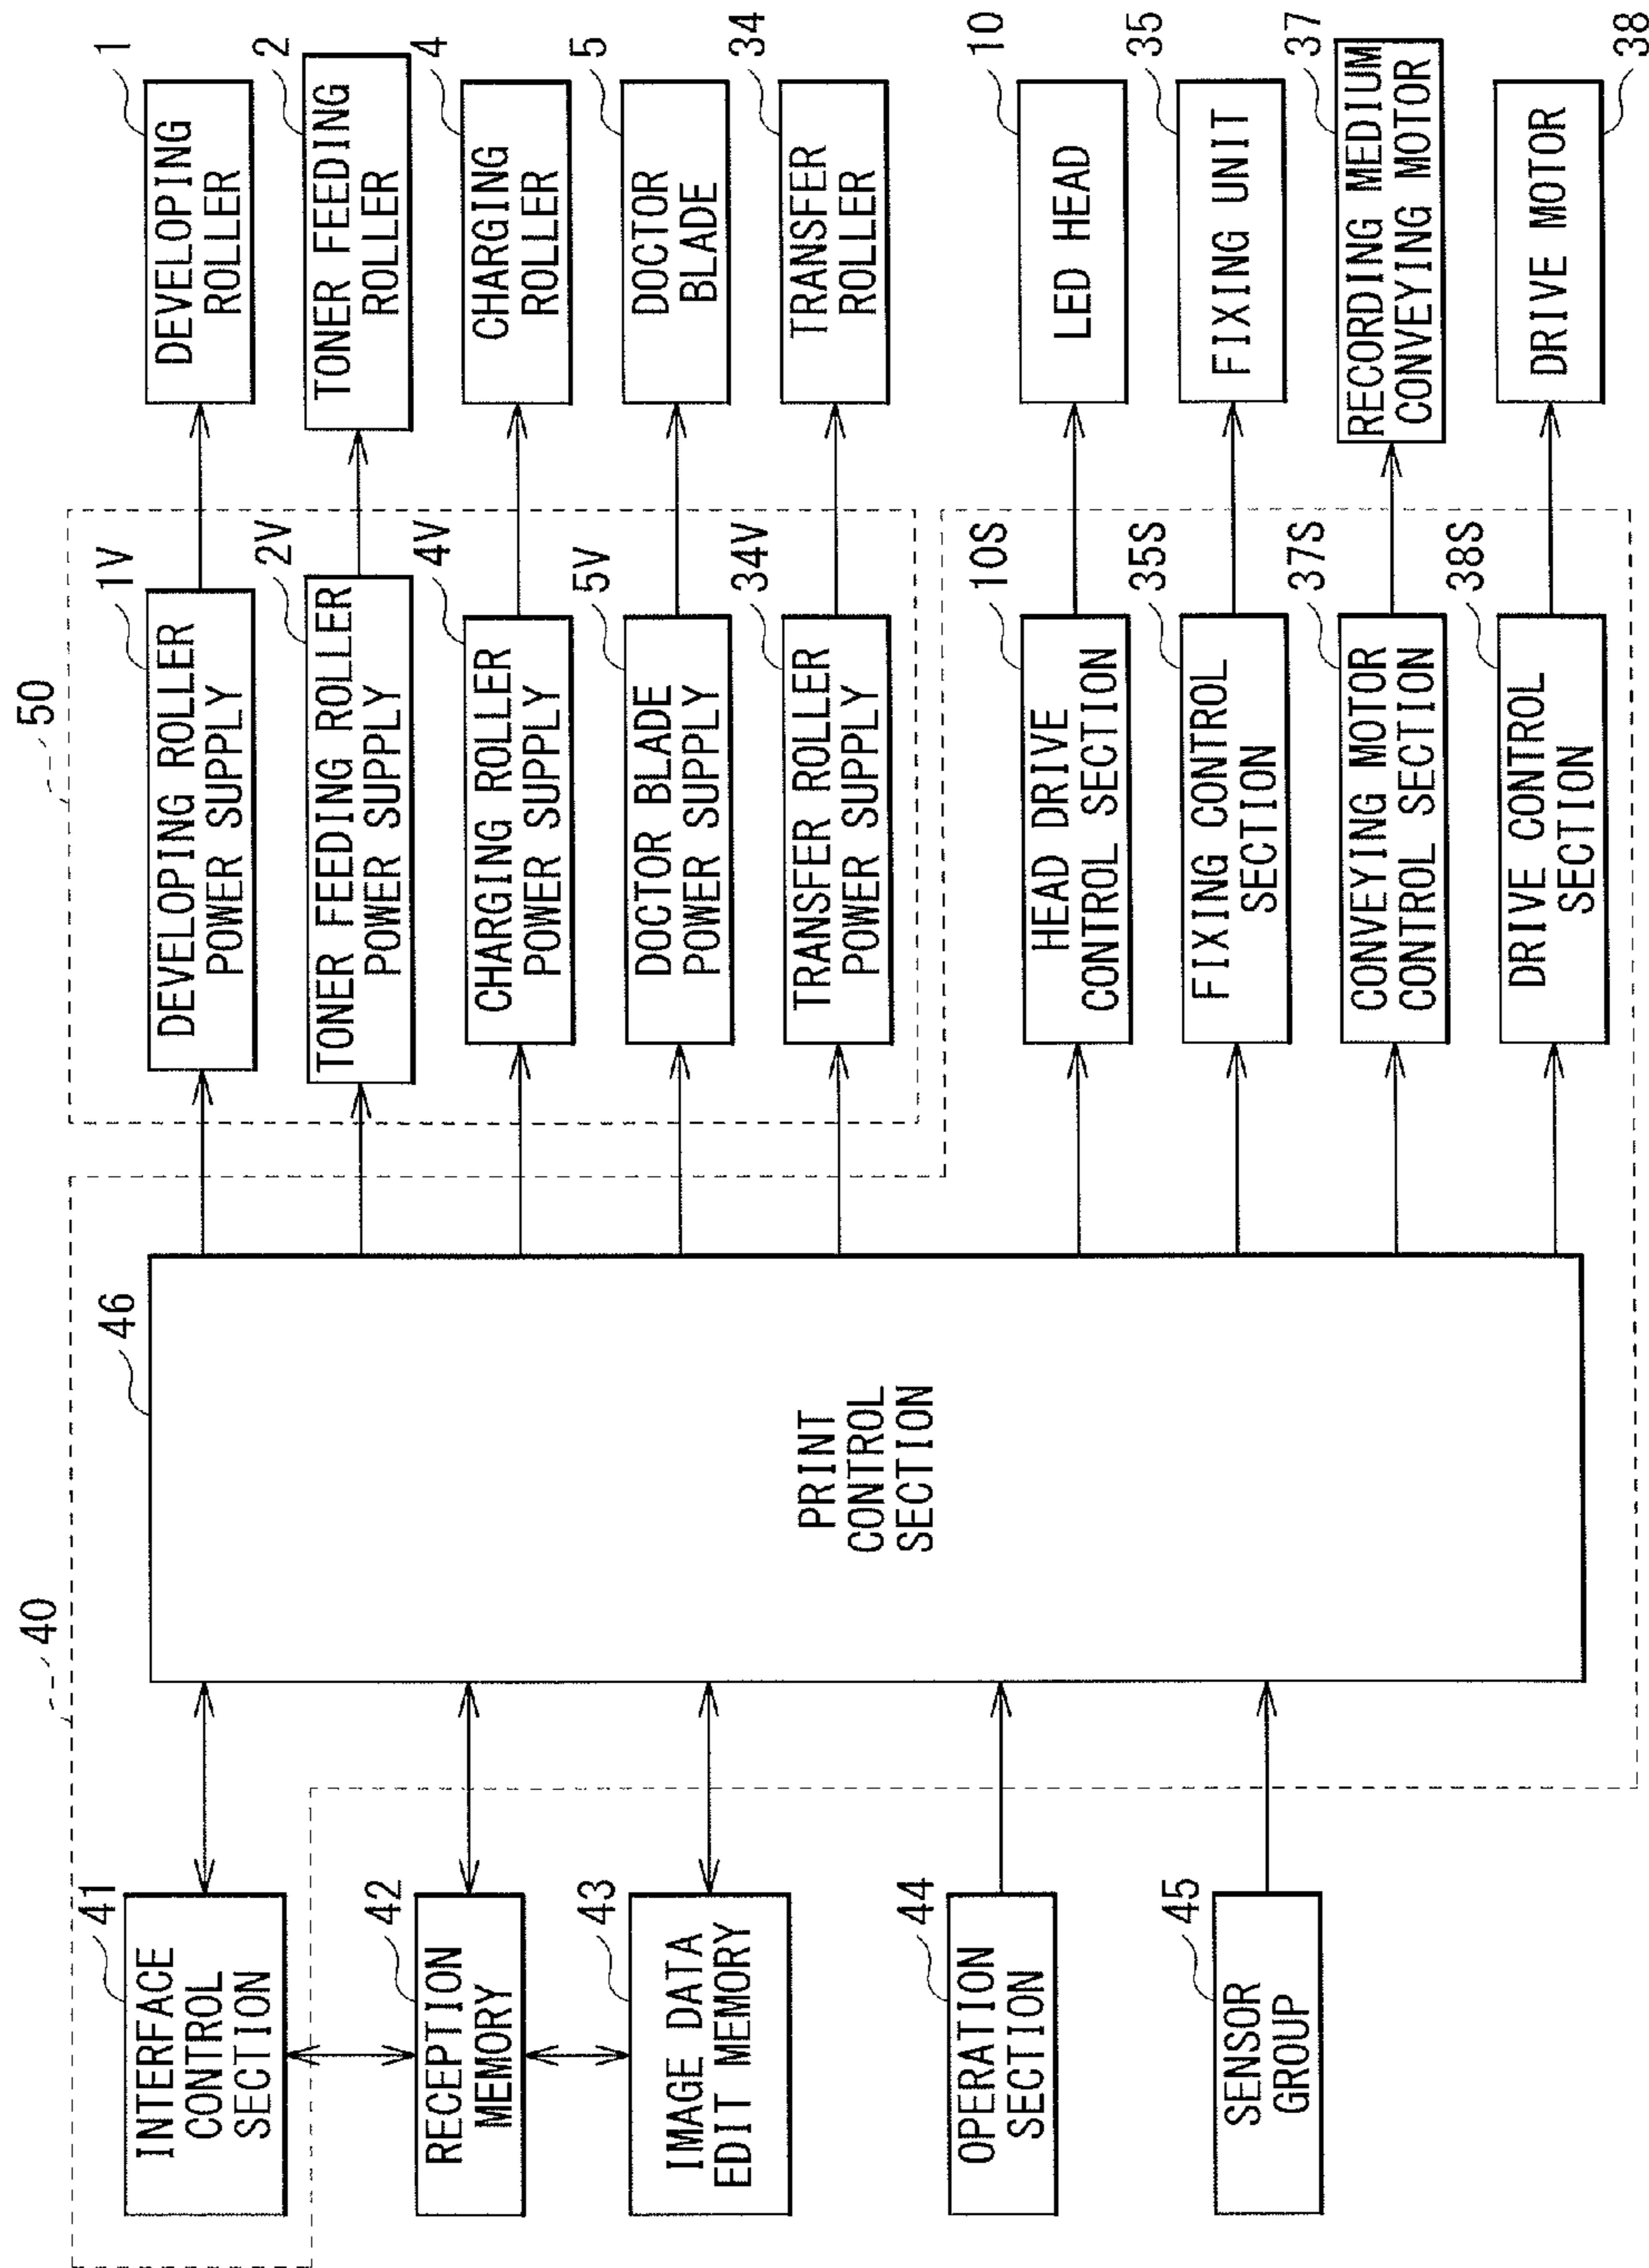 40
50
41
INTERFACE
CONTROL
SECTION
42
RECEPTION
MEMORY
43
IMAGE DATA
EDIT MEMORY
44
OPERATION
SECTION
45
SENSOR
GROUP
46
PRINT
CONTROL
SECTION
1V
DEVELOPING ROLLER
POWER SUPPLY
2V
TONER FEEDING ROLLER
POWER SUPPLY
4V
CHARGING ROLLER
POWER SUPPLY
5V
DOCTOR BLADE
POWER SUPPLY
34V
TRANSFER ROLLER
POWER SUPPLY
10S
HEAD DRIVE
CONTROL SECTION
35S
FIXING CONTROL
SECTION
37S
CONVEYING MOTOR
CONTROL SECTION
38S
DRIVE CONTROL
SECTION
1
DEVELOPING
ROLLER
2
TONER FEEDING
ROLLER
4
CHARGING
ROLLER
5
DOCTOR
BLADE
34
TRANSFER
ROLLER
10
LED HEAD
35
FIXING UNIT
37
RECORDING MEDIUM
CONVEYING MOTOR
38
DRIVE MOTOR